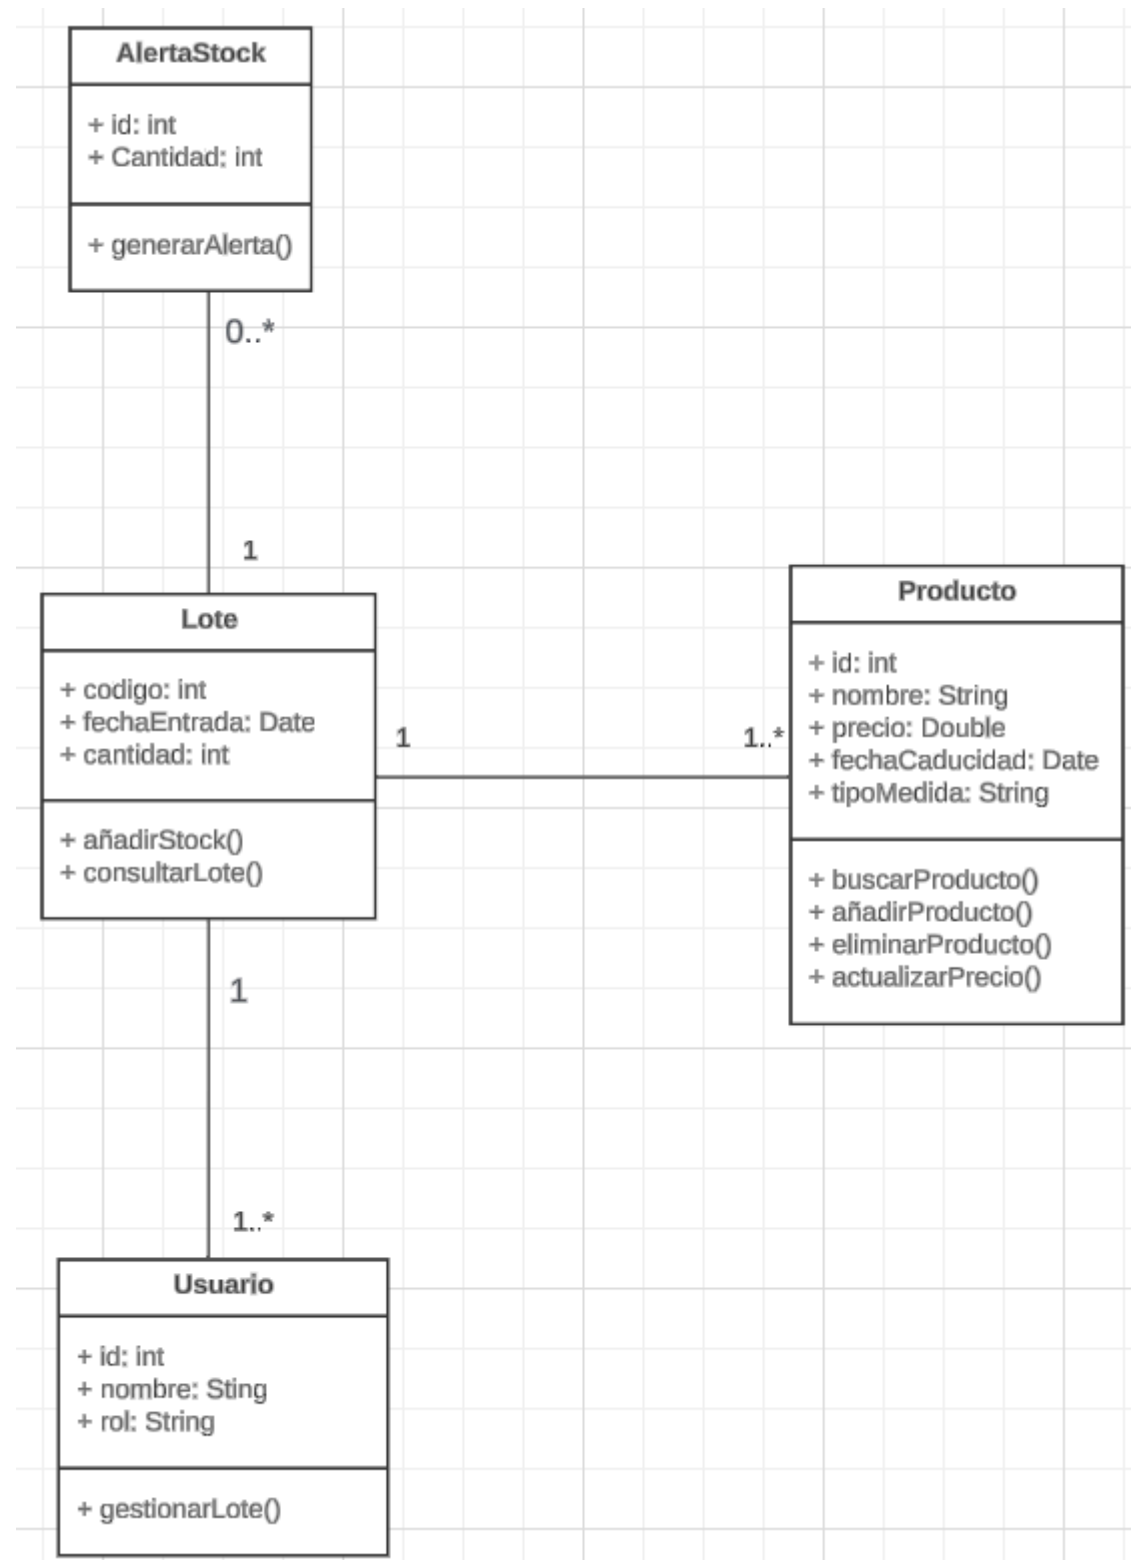 AlertaStock
+ id: int
+ Cantidad: int
+ generarAlerta()
0..*
1
Lote
+ codigo: int
+ fechaEntrada: Date
+ cantidad: int
+ añadirStock()
+ consultarLote()
1
1..*
Producto
+ id: int
+ nombre: String
+ precio: Double
+ fechaCaducidad: Date
+ tipoMedida: String
+ buscarProducto()
+ añadirProducto()
+ eliminarProducto()
+ actualizarPrecio()
1
1..*
Usuario
+ id: int
+ nombre: Sting
+ rol: String
+ gestionarLote()